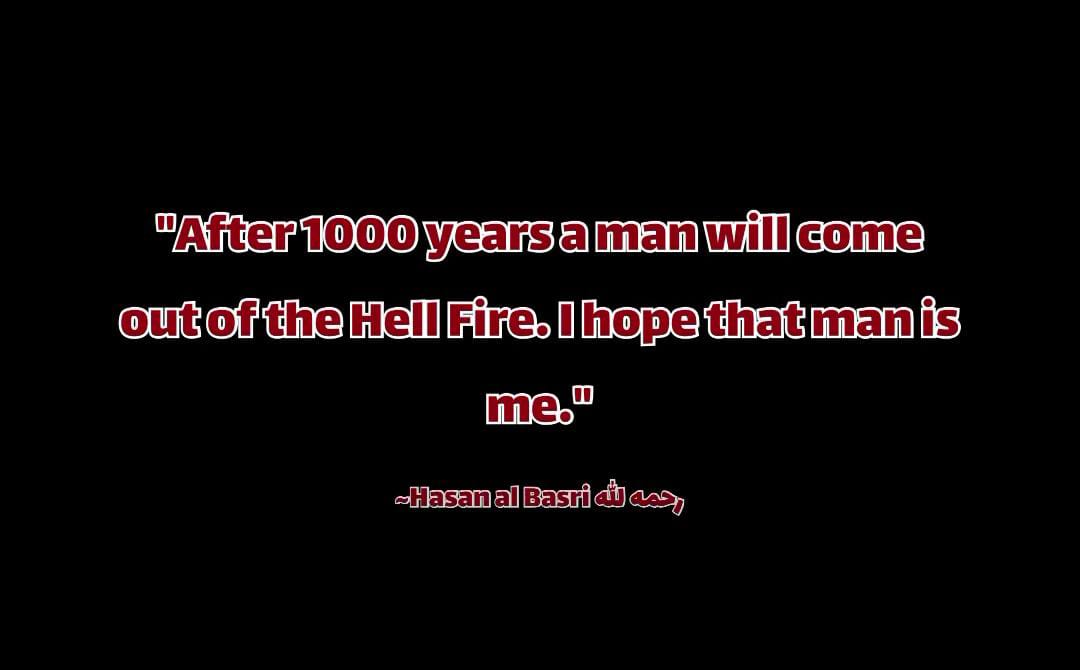 "After 1000 years a man will come
out of the Hell Fire. I hope that man is
me."
~Hasan al Basri رحمه لله